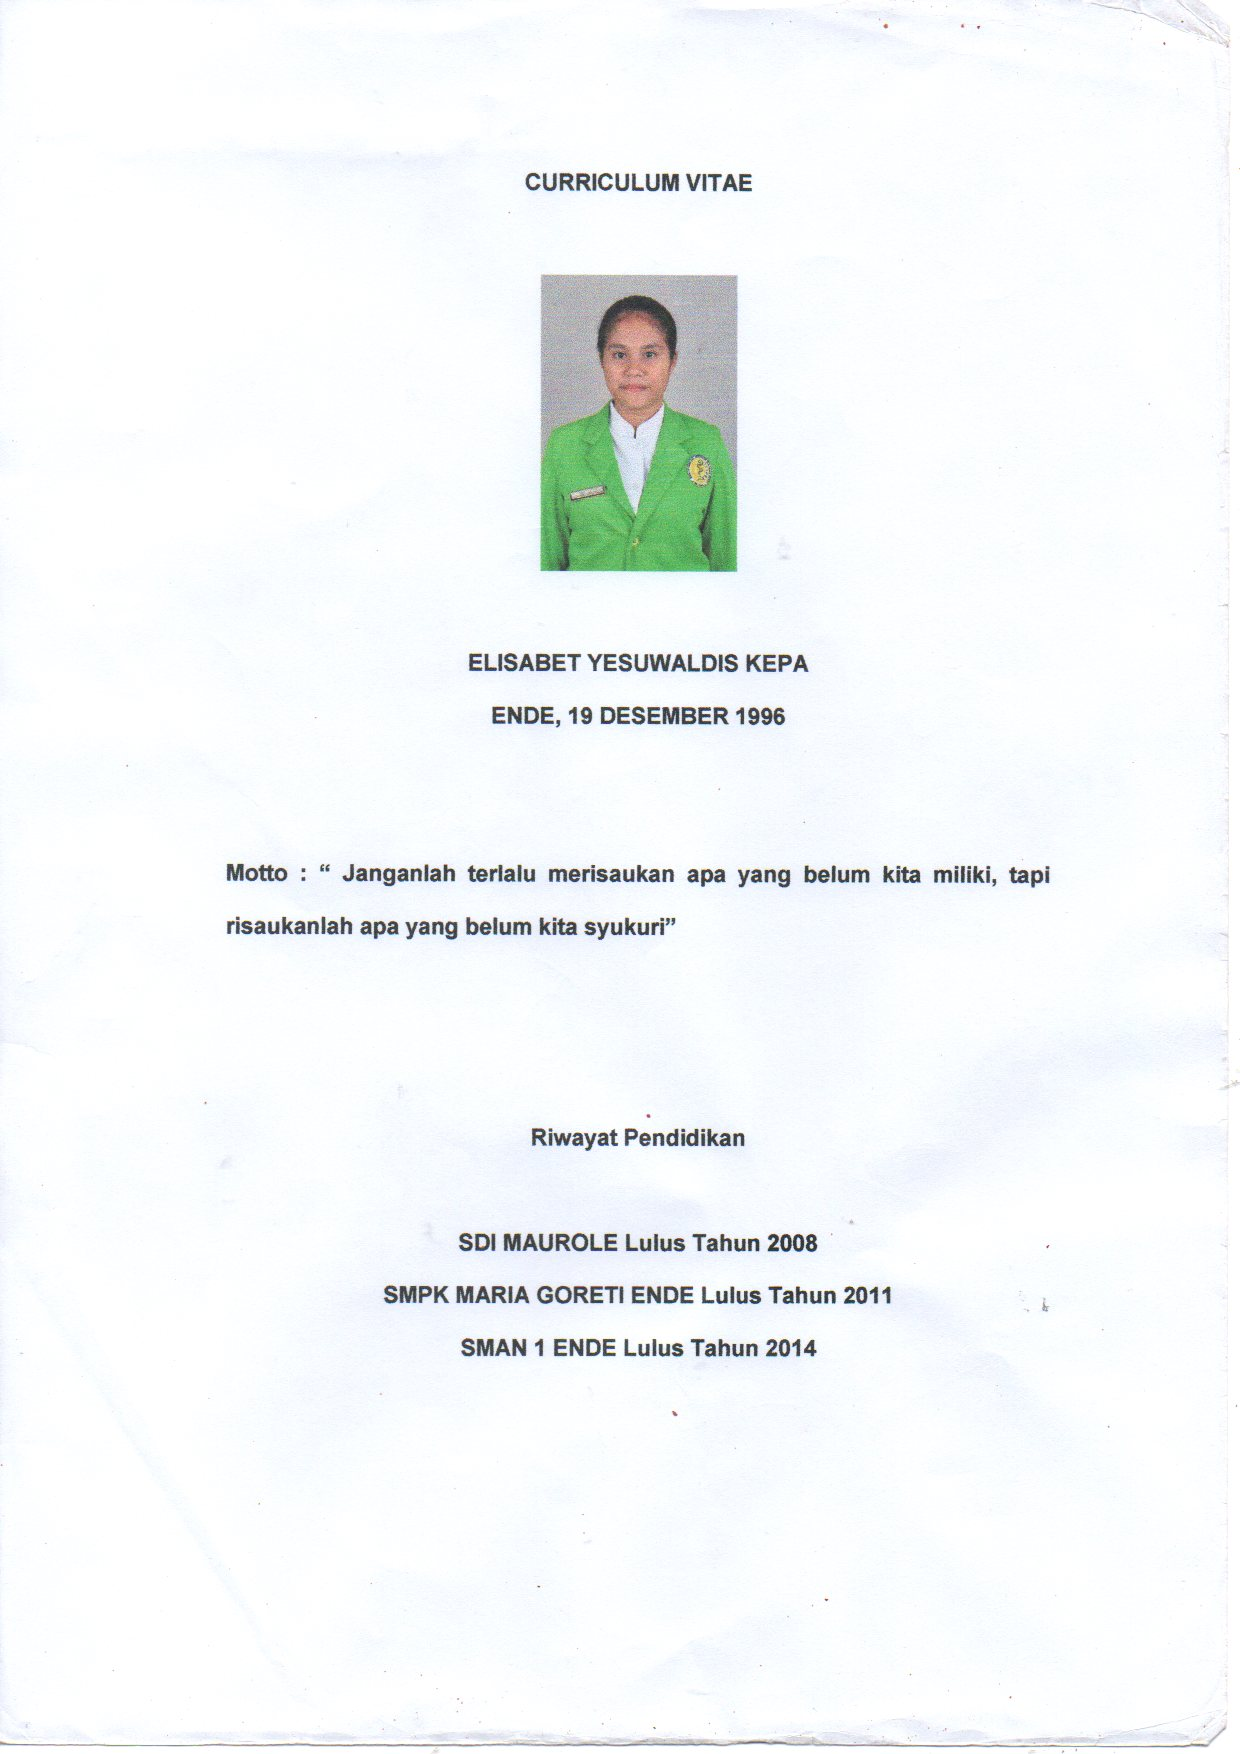 CURRICULUM VITAE
ELISABET YESUWALDIS KEPA
ENDE, 19 DESEMBER 1996
Motto : “ Janganlah terlalu merisaukan apa yang belum kita miliki, tapi
risaukanlah apa yang belum kita syukuri”
Riwayat Pendidikan
SDI MAUROLE Lulus Tahun 2008
SMPK MARIA GORETI ENDE Lulus Tahun 2011
SMAN 1 ENDE Lulus Tahun 2014